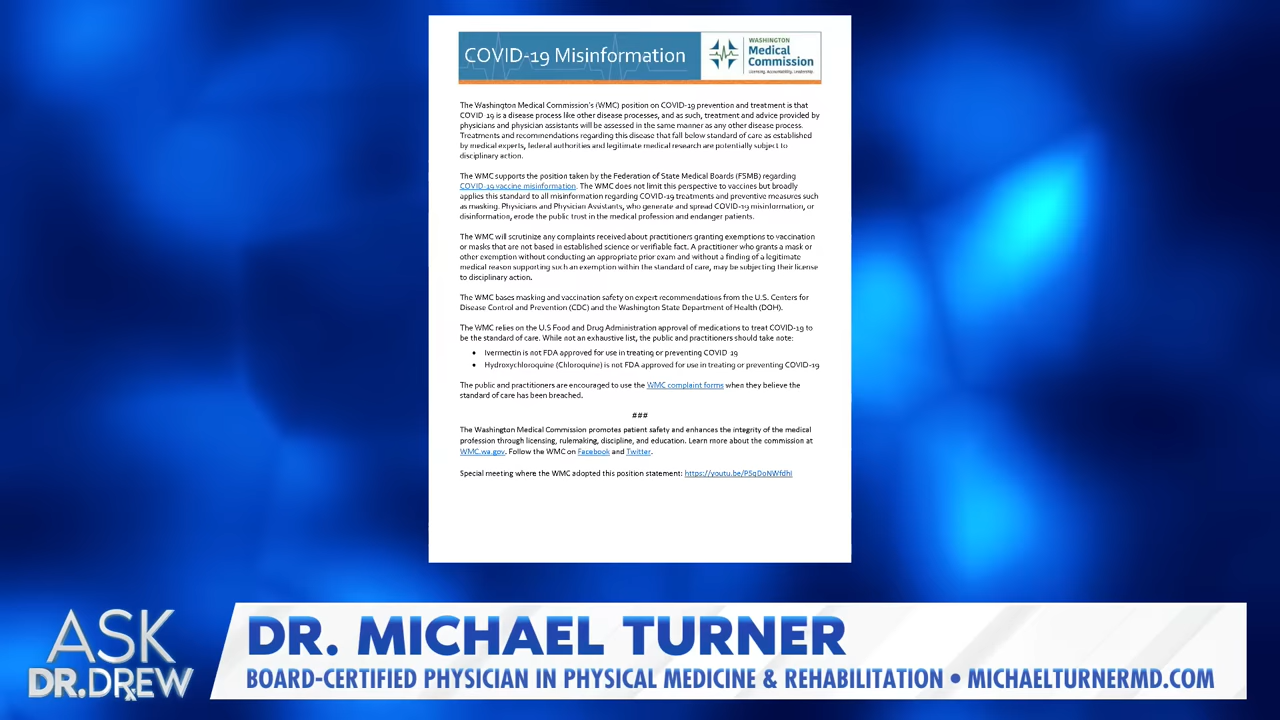 COVID-19 Misinformation
WASHINGTON
Medical
Commission
Licensing. Accountability. Leadership.
The Washington Medical Commission's (WMC) position on COVID-19 prevention and treatment is that
COVID-19 is a disease process like other disease processes, and as such, treatment and advice provided by
physicians and physician assistants will be assessed in the same manner as any other disease process.
Treatments and recommendations regarding this disease that fall below standard of care as established
by medical experts, federal authorities and legitimate medical research are potentially subject to
disciplinary action.
The WMC supports the position taken by the Federation of State Medical Boards (FSMB) regarding
COVID-19 vaccine misinformation. The WMC does not limit this perspective to vaccines but broadly
applies this standard to all misinformation regarding COVID-19 treatments and preventive measures such
as masking. Physicians and Physician Assistants, who generate and spread COVID-19 misinformation, or
disinformation, erode the public trust in the medical profession and endanger patients.
The WMC will scrutinize any complaints received about practitioners granting exemptions to vaccination
or masks that are not based in established science or verifiable fact. A practitioner who grants a mask or
other exemption without conducting an appropriate prior exam and without a finding of a legitimate
medical reason supporting such an exemption within the standard of care, may be subjecting their license
to disciplinary action.
The WMC bases masking and vaccination safety on expert recommendations from the U.S. Centers for
Disease Control and Prevention (CDC) and the Washington State Department of Health (DOH).
The WMC relies on the U.S Food and Drug Administration approval of medications to treat COVID-19 to
be the standard of care. While not an exhaustive list, the public and practitioners should take note:
• Ivermectin is not FDA approved for use in treating or preventing COVID-19
• Hydroxychloroquine (Chloroquine) is not FDA approved for use in treating or preventing COVID-19
The public and practitioners are encouraged to use the WMC complaint forms when they believe the
standard of care has been breached.
###
The Washington Medical Commission promotes patient safety and enhances the integrity of the medical
profession through licensing, rulemaking, discipline, and education. Learn more about the commission at
WMC.wa.gov. Follow the WMC on Facebook and Twitter.
Special meeting where the WMC adopted this position statement:
ASK
DR. DREW
DR. MICHAEL TURNER
BOARD-CERTIFIED PHYSICIAN IN PHYSICAL MEDICINE & REHABILITATION • MICHAELTURNERMD.COM